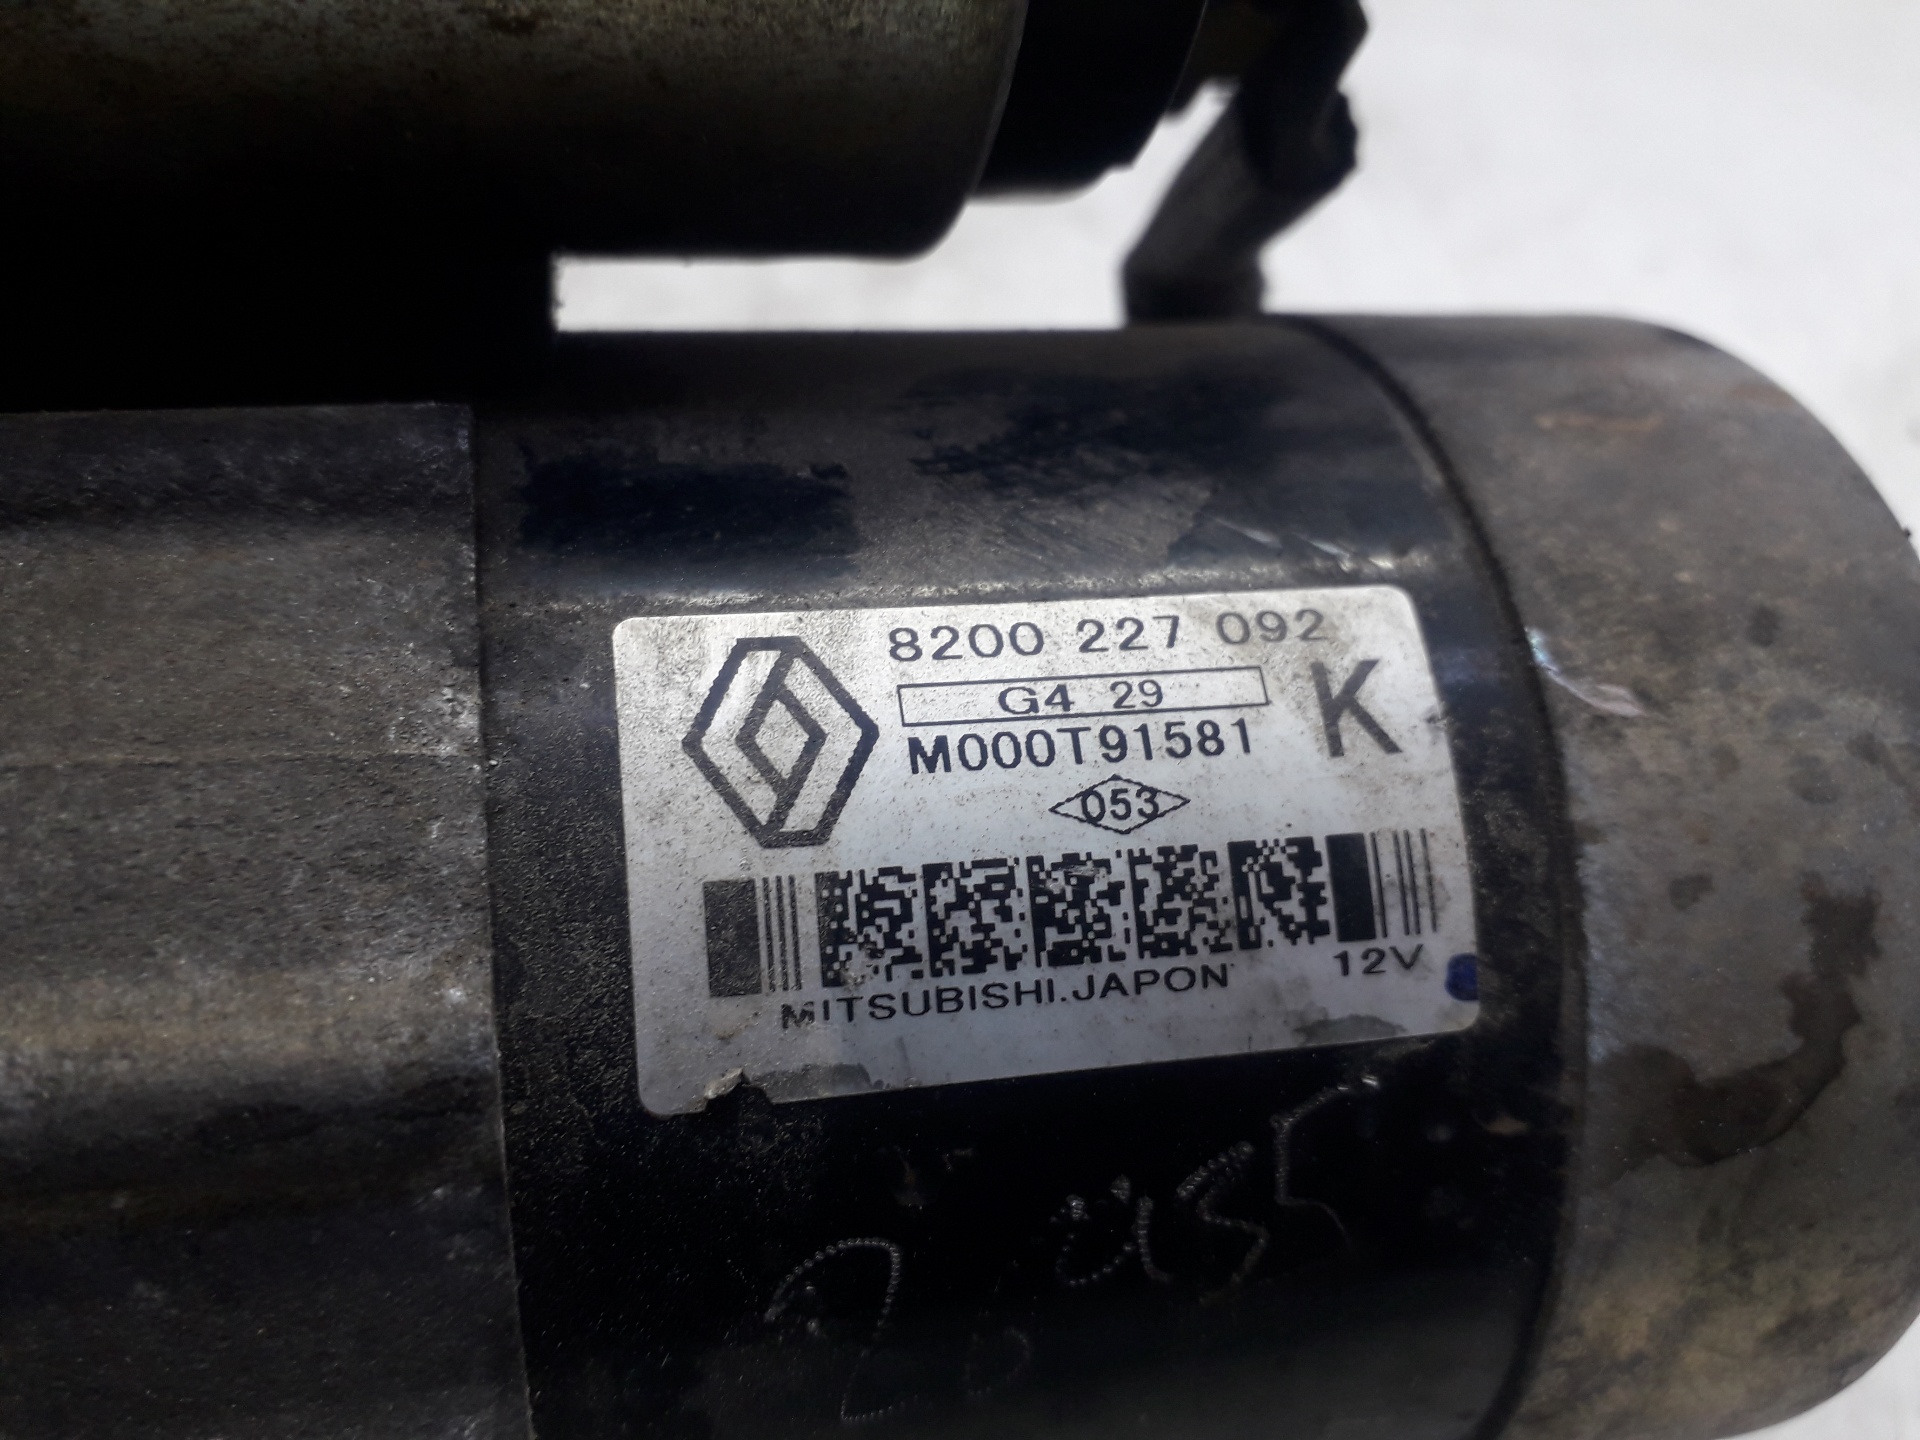 8200 227 092
G4 29
K
M000T91581
053
12V
MITSUBISHI.JAPON